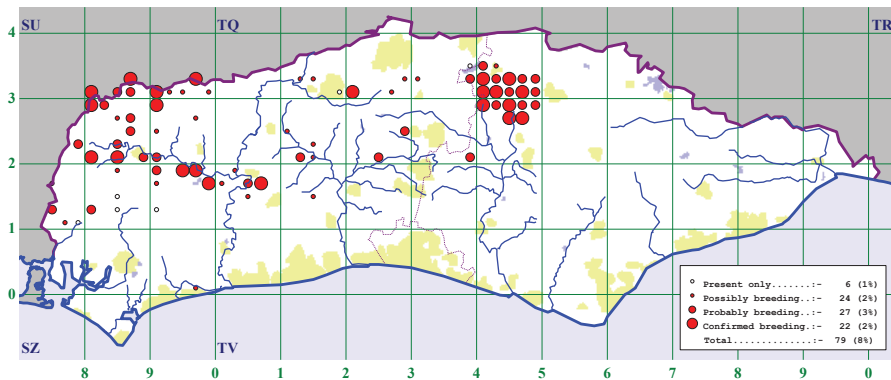 SU TQ TR
4
3
2
1
0
Present only.......:- 6 (1%)
Possibly breeding..:- 24 (2%)
Probably breeding..:- 27 (3%)
Confirmed breeding.:- 22 (2%)
Total..............:- 79 (8%)
SZ TV
8 9 0 1 2 3 4 5 6 7 8 9 0